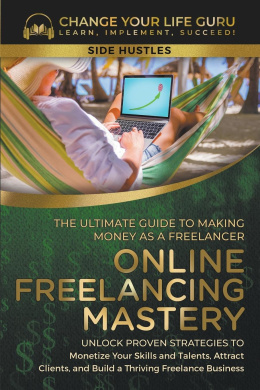 CHANGE YOUR LIFE GURU
LEARN, IMPLEMENT, SUCCEED!
SIDE HUSTLES
THE ULTIMATE GUIDE TO MAKING
MONEY AS A FREELANCER
ONLINE
FREELANCING
MASTERY
UNLOCK PROVEN STRATEGIES TO
Monetize Your Skills and Talents, Attract
Clients, and Build a Thriving Freelance Business